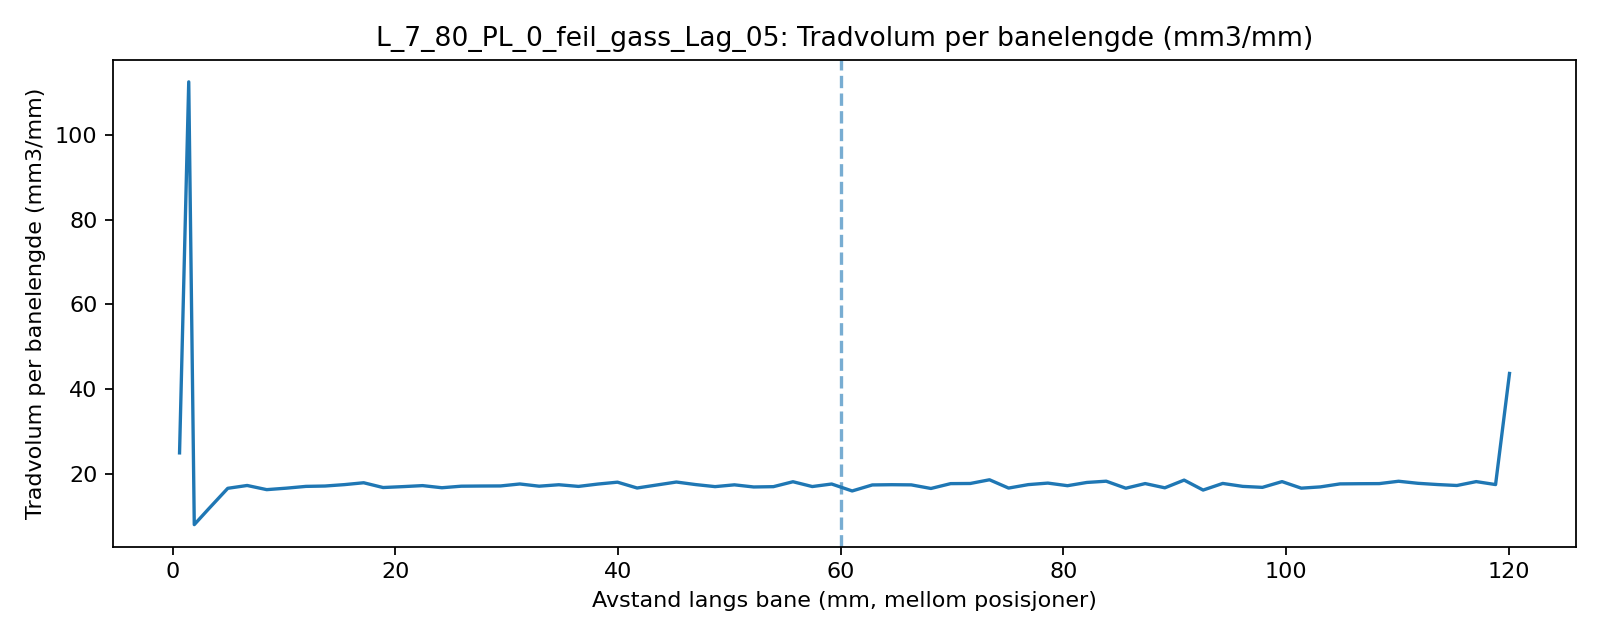 L_7_80_PL_0_feil_gass_Lag_05: Tradvolum per banelengde (mm3/mm)
Tradvolum per banelengde (mm3/mm)
100
80
60
40
20
0 20 40 60 80 100 120
Avstand langs bane (mm, mellom posisjoner)